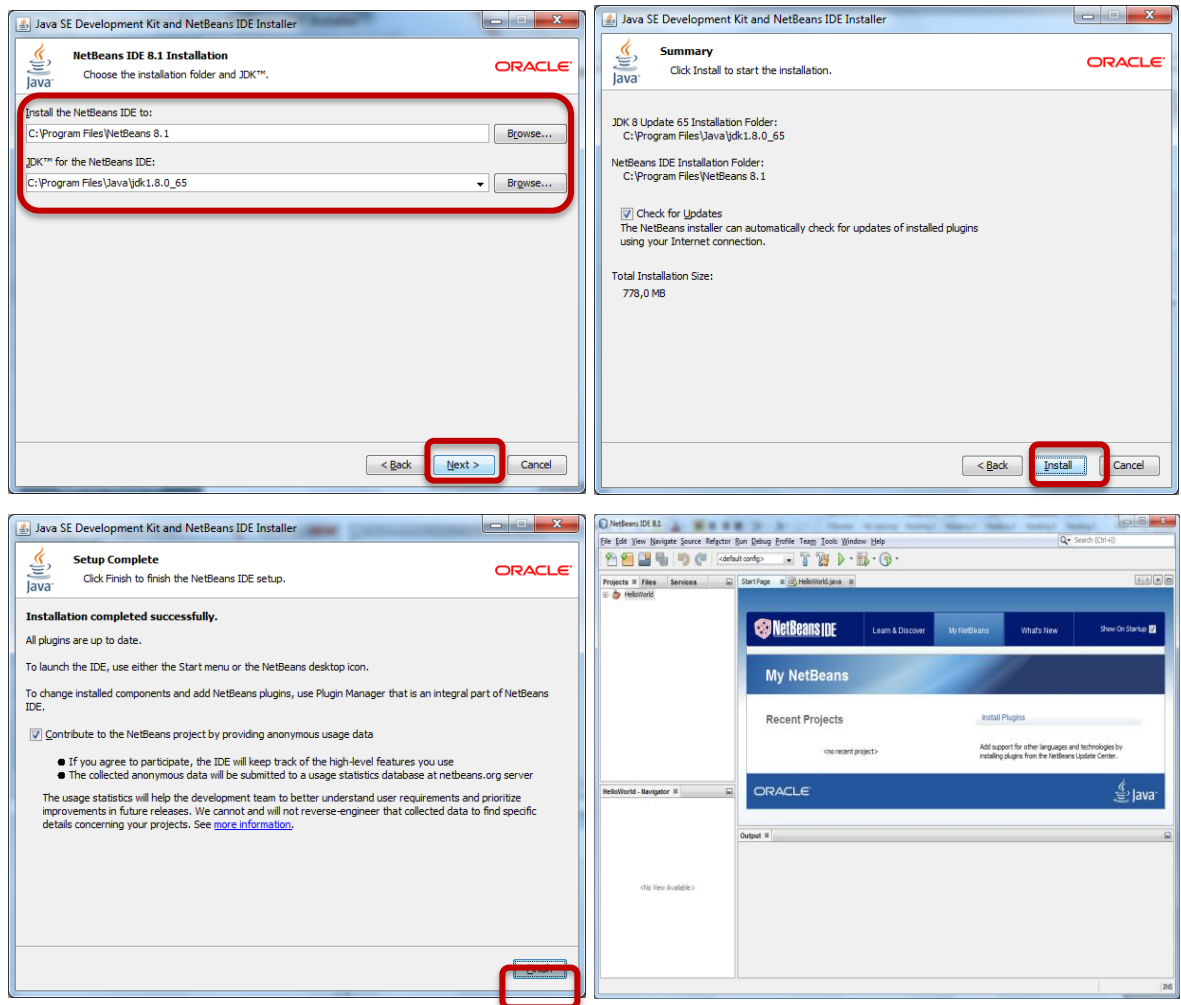 Java SE Development Kit and NetBeans IDE Installer
NetBeans IDE 8.1 Installation
Choose the installation folder and JDK™.
Java
ORACLE
Install the NetBeans IDE to:
C:\Program Files\NetBeans 8.1
Browse...
JDK™ for the NetBeans IDE:
C:\Program Files\Java\jdk1.8.0_65
Browse...
< Back
Next >
Cancel
Java SE Development Kit and NetBeans IDE Installer
Summary
Click Install to start the installation.
Java
ORACLE
JDK 8 Update 65 Installation Folder:
C:\Program Files\Java\jdk1.8.0_65
NetBeans IDE Installation Folder:
C:\Program Files\NetBeans 8.1
Check for Updates
The NetBeans installer can automatically check for updates of installed plugins
using your Internet connection.
Total Installation Size:
778,0 MB
< Back
Install
Cancel
Java SE Development Kit and NetBeans IDE Installer
Setup Complete
Click Finish to finish the NetBeans IDE setup.
Java
ORACLE
Installation completed successfully.
All plugins are up to date.
To launch the IDE, use either the Start menu or the NetBeans desktop icon.
To change installed components and add NetBeans plugins, use Plugin Manager that is an integral part of NetBeans
IDE.
Contribute to the NetBeans project by providing anonymous usage data
If you agree to participate, the IDE will keep track of the high-level features you use
The collected anonymous data will be submitted to a usage statistics database at netbeans.org server
The usage statistics will help the development team to better understand user requirements and prioritize
improvements in future releases. We cannot and will not reverse-engineer that collected data to find specific
details concerning your projects. See more information.
Finish
NetBeans IDE 8.1
File Edit View Navigate Source Refactor Run Debug Profile Team Tools Window Help
Search (Ctrl+I)
<default config>
Projects Files Services
Start Page HelloWorld.java
HelloWorld
NetBeans IDE
Learn & Discover
My NetBeans
What's New
Show On Startup
My NetBeans
Recent Projects
<no recent project>
Install Plugins
Add support for other languages and technologies by
installing plugins from the NetBeans Update Center.
ORACLE
Java
HelloWorld - Navigator
<No View Available>
Output
INS